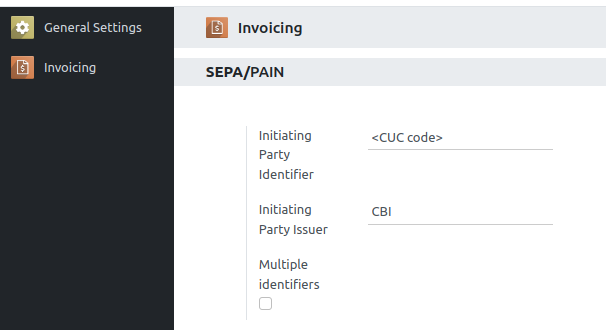 General Settings
Invoicing
Invoicing
SEPA/PAIN
Initiating
Party
Identifier
<CUC code>
Initiating
Party Issuer
CBI
Multiple
identifiers